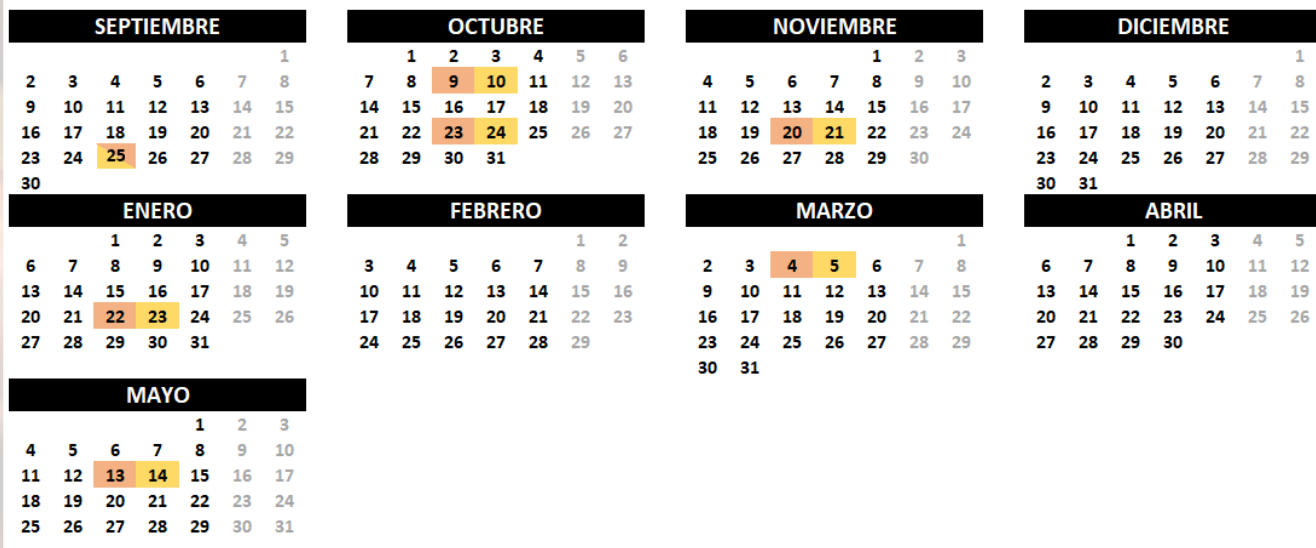 SEPTIEMBRE
1
2 3 4 5 6 7 8
9 10 11 12 13 14 15
16 17 18 19 20 21 22
23 24 25 26 27 28 29
30
OCTUBRE
1 2 3 4 5 6
7 8 9 10 11 12 13
14 15 16 17 18 19 20
21 22 23 24 25 26 27
28 29 30 31
NOVIEMBRE
1 2 3
4 5 6 7 8 9 10
11 12 13 14 15 16 17
18 19 20 21 22 23 24
25 26 27 28 29 30
DICIEMBRE
1
2 3 4 5 6 7 8
9 10 11 12 13 14 15
16 17 18 19 20 21 22
23 24 25 26 27 28 29
30 31
ENERO
1 2 3 4 5
6 7 8 9 10 11 12
13 14 15 16 17 18 19
20 21 22 23 24 25 26
27 28 29 30 31
FEBRERO
1 2
3 4 5 6 7 8 9
10 11 12 13 14 15 16
17 18 19 20 21 22 23
24 25 26 27 28 29
MARZO
1
2 3 4 5 6 7 8
9 10 11 12 13 14 15
16 17 18 19 20 21 22
23 24 25 26 27 28 29
30 31
ABRIL
1 2 3 4 5
6 7 8 9 10 11 12
13 14 15 16 17 18 19
20 21 22 23 24 25 26
27 28 29 30
MAYO
1 2 3
4 5 6 7 8 9 10
11 12 13 14 15 16 17
18 19 20 21 22 23 24
25 26 27 28 29 30 31